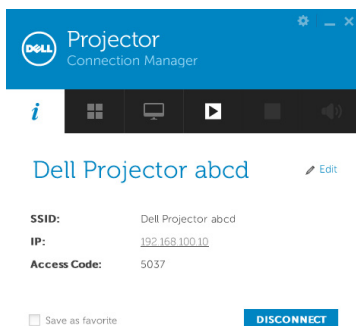 DELL
Projector
Connection Manager
i
Dell Projector abcd
Edit
SSID: Dell Projector abcd
IP: 192.168.100.10
Access Code: 5037
Save as favorite
DISCONNECT